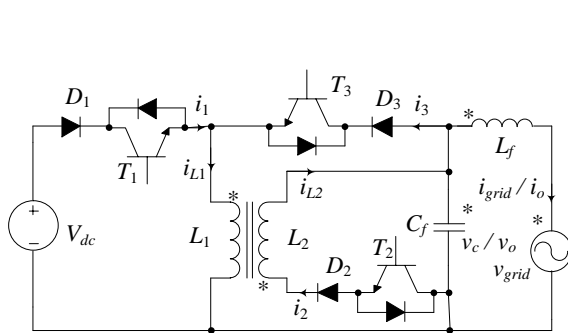 D1
i1
T3
D3
i3
*
T1
Lf
iL1
*
iL2
igrid / io
*
+
−
Vdc
L1
L2
Cf
*
vc / vo
vgrid
T2
D2
*
i2